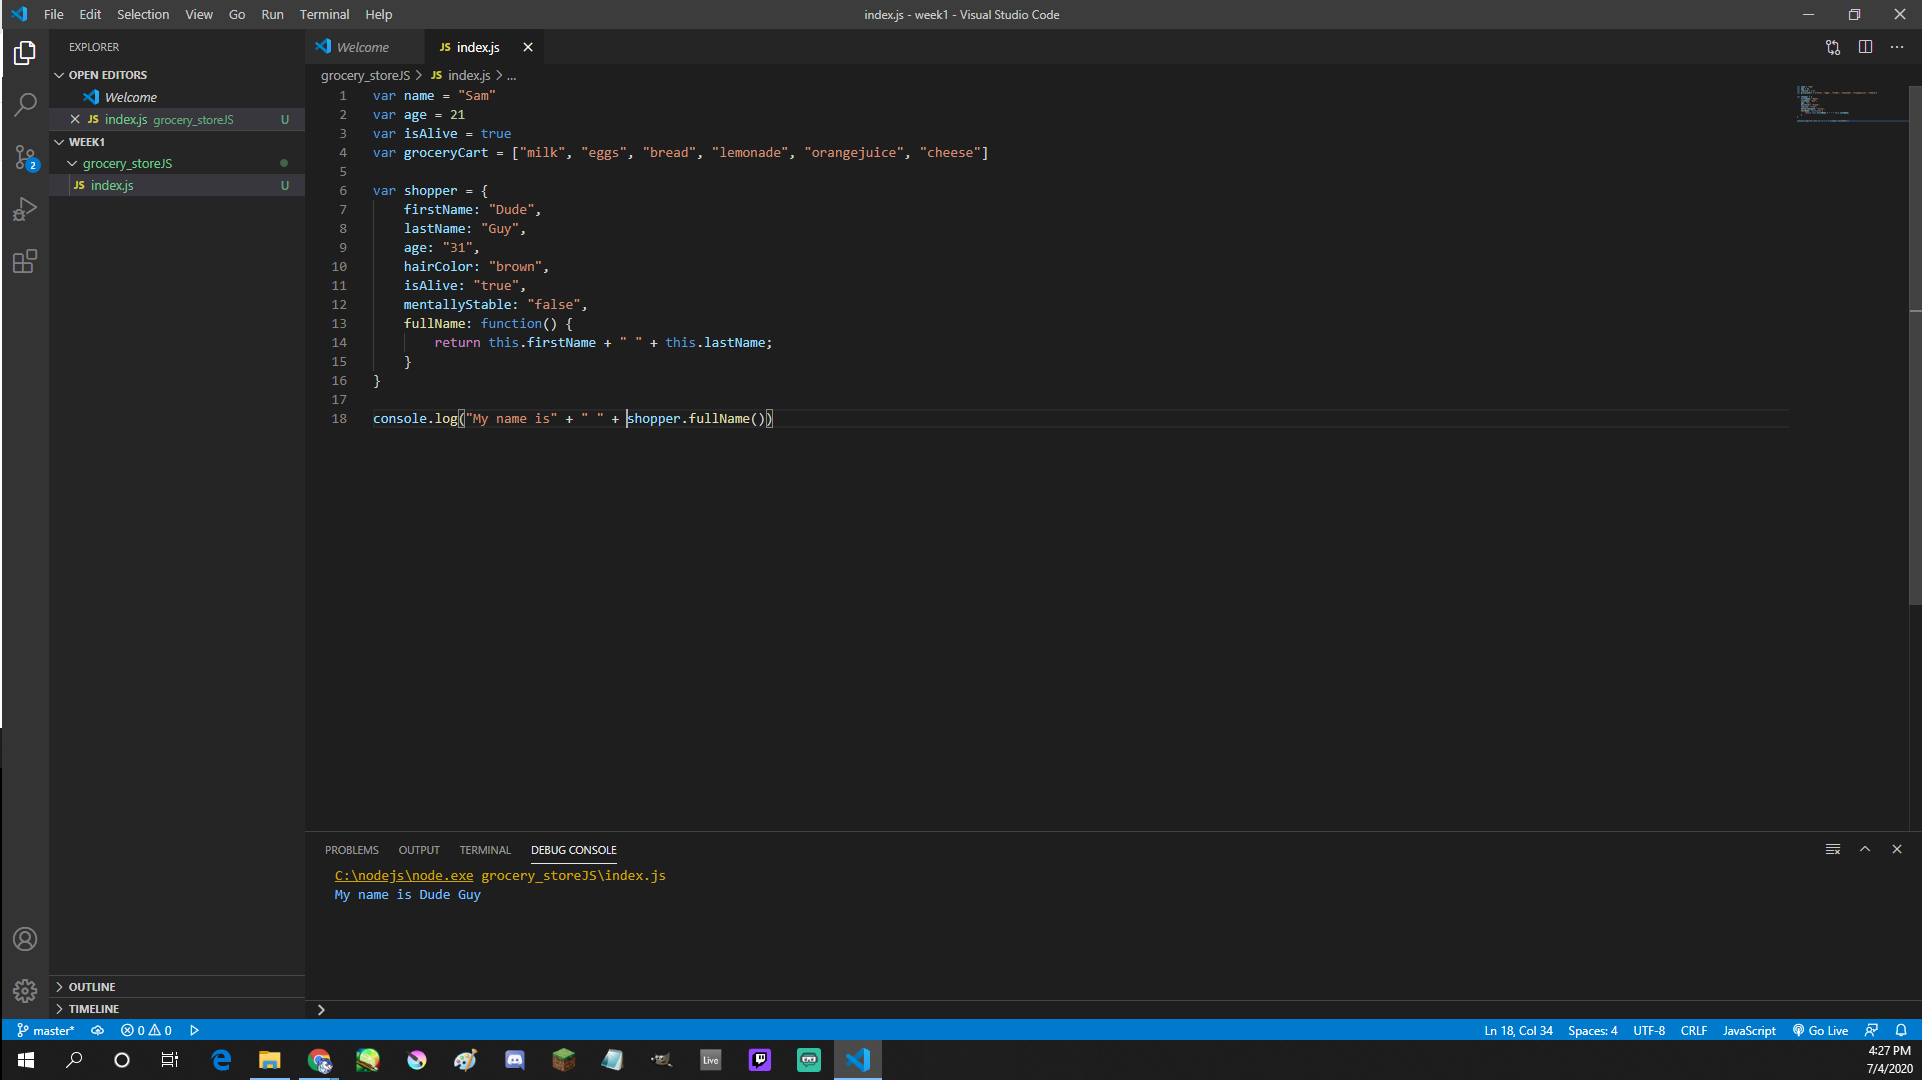 File Edit Selection View Go Run Terminal Help
index.js - week1 - Visual Studio Code
EXPLORER
OPEN EDITORS
Welcome
JS index.js grocery_storeJS U
WEEK1
grocery_storeJS
JS index.js U
OUTLINE
TIMELINE
2
Welcome
JS index.js
grocery_storeJS > JS index.js > ...
1 var name = "Sam"
2 var age = 21
3 var isAlive = true
4 var groceryCart = ["milk", "eggs", "bread", "lemonade", "orangejuice", "cheese"]
5
6 var shopper = {
7 firstName: "Dude",
8 lastName: "Guy",
9 age: "31",
10 hairColor: "brown",
11 isAlive: "true",
12 mentallyStable: "false",
13 fullName: function() {
14 return this.firstName + " " + this.lastName;
15 }
16 }
17
18 console.log("My name is" + " " + shopper.fullName())
PROBLEMS OUTPUT TERMINAL DEBUG CONSOLE
C:\nodejs\node.exe grocery_storeJS\index.js
My name is Dude Guy
master* 0 0
Ln 18, Col 34 Spaces: 4 UTF-8 CRLF JavaScript Go Live
Live
4:27 PM
7/4/2020